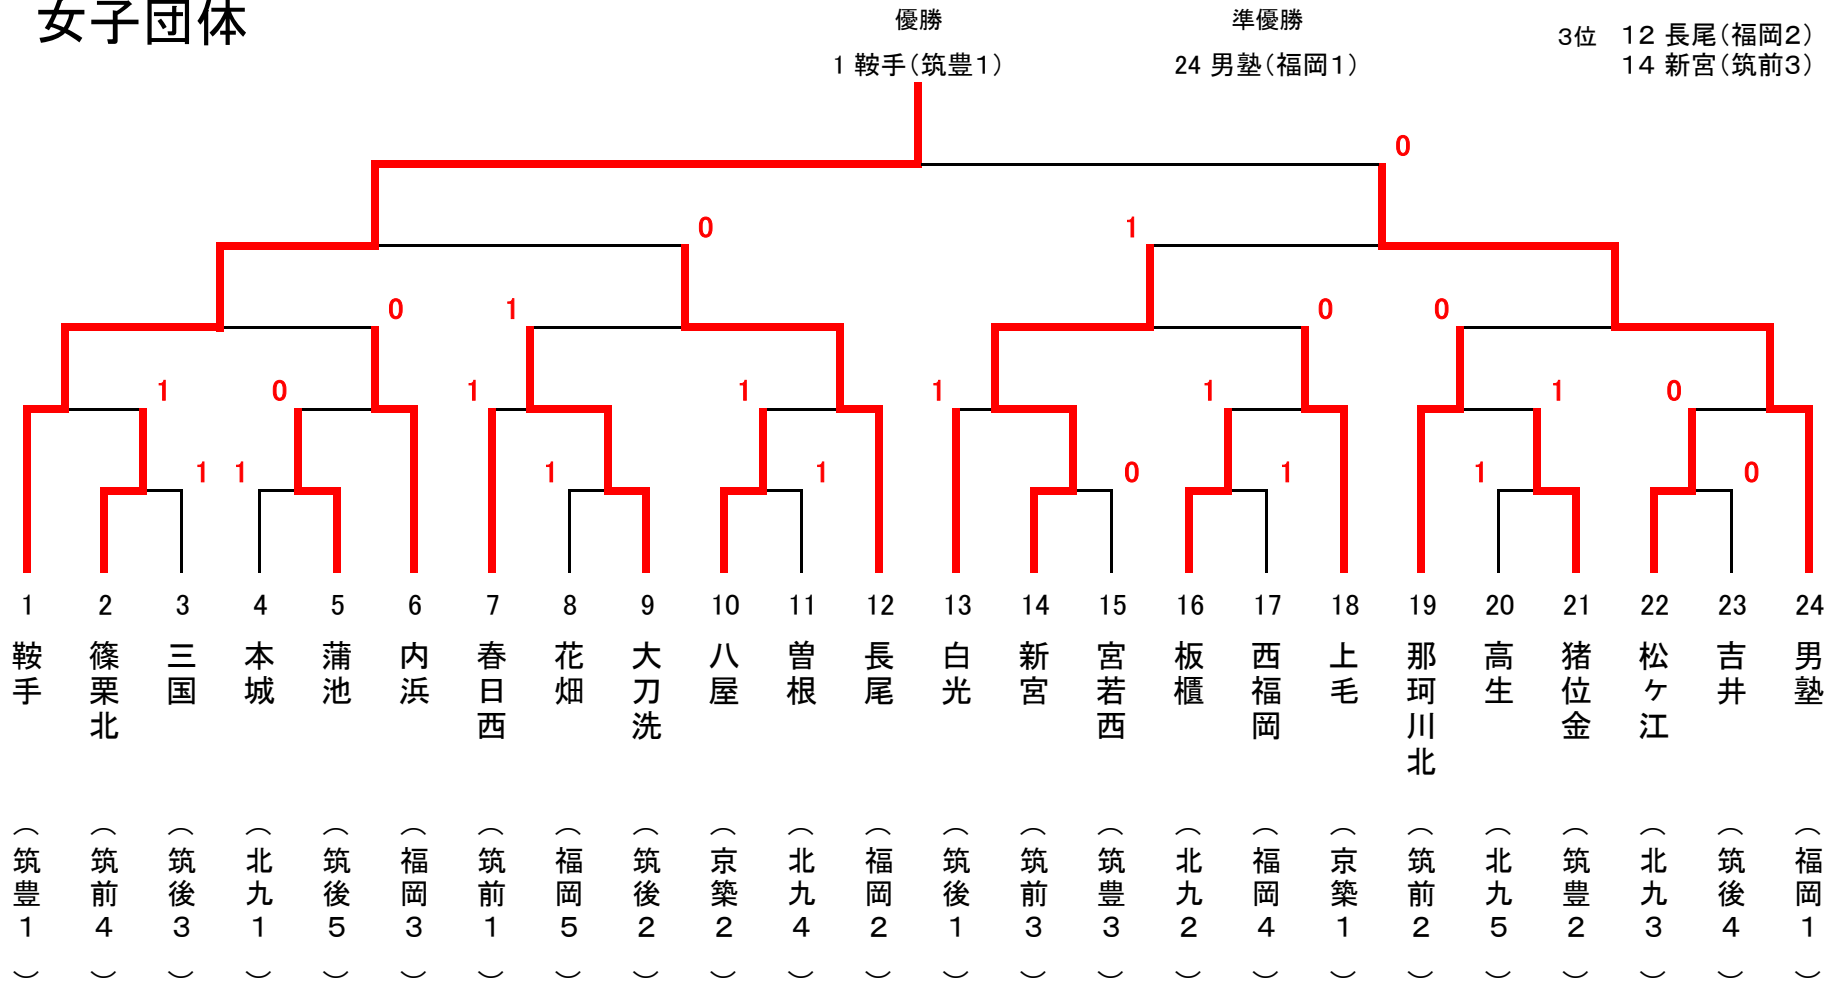 女子団体
優勝
1 鞍手（筑豊１）
準優勝
24 男塾（福岡１）
3位 １２ 長尾（福岡２）
１４ 新宮（筑前３）
0
0
1
0
1
0
0
1
0
1
1
1
1
1
0
1
1
1
1
0
1
1
0
1 2 3 4 5 6 7 8 9 10 11 12 13 14 15 16 17 18 19 20 21 22 23 24
鞍手
篠栗北
三国
本城
蒲池
内浜
春日西
花畑
大刀洗
八屋
曽根
長尾
白光
新宮
宮若西
板櫃
西福岡
上毛
那珂川北
高生
猪位金
松ヶ江
吉井
男塾
（筑豊１）
（筑前４）
（筑後３）
（北九１）
（筑後５）
（福岡３）
（筑前１）
（福岡５）
（筑後２）
（京築２）
（北九４）
（福岡２）
（筑後１）
（筑前３）
（筑豊３）
（北九２）
（福岡４）
（京築１）
（筑前２）
（北九５）
（筑豊２）
（北九３）
（筑後４）
（福岡１）